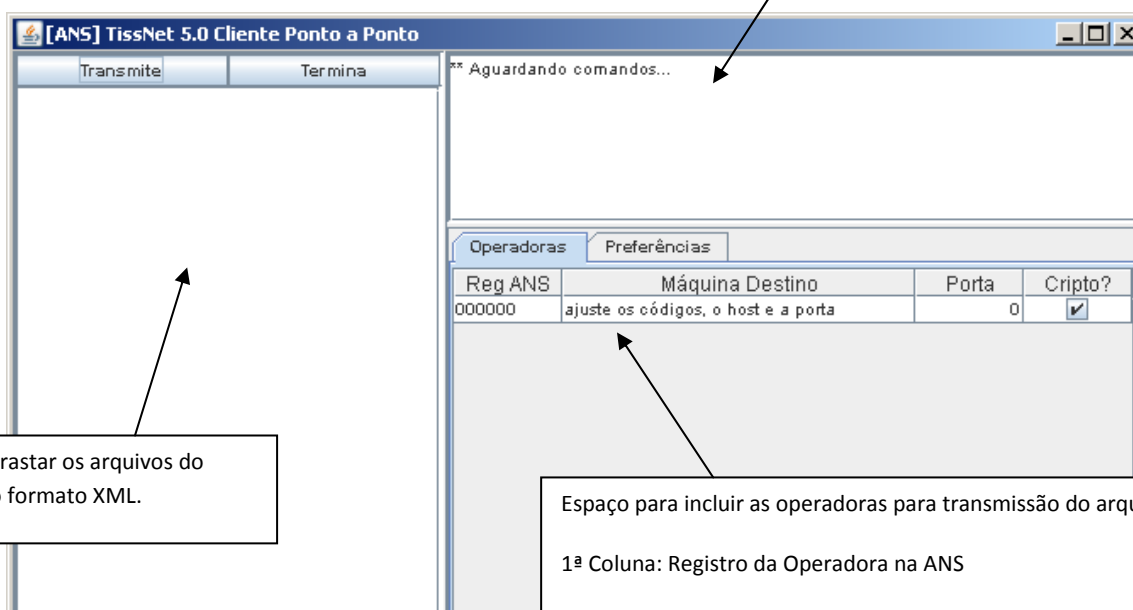 [ANS] TissNet 5.0 Cliente Ponto a Ponto
Transmite Termina
** Aguardando comandos...
Operadoras Preferências
Reg ANS Máquina Destino Porta Cripto?
000000 ajuste os códigos, o host e a porta 0
rastar os arquivos do
formato XML.
Espaço para incluir as operadoras para transmissão do arqu
1ª Coluna: Registro da Operadora na ANS